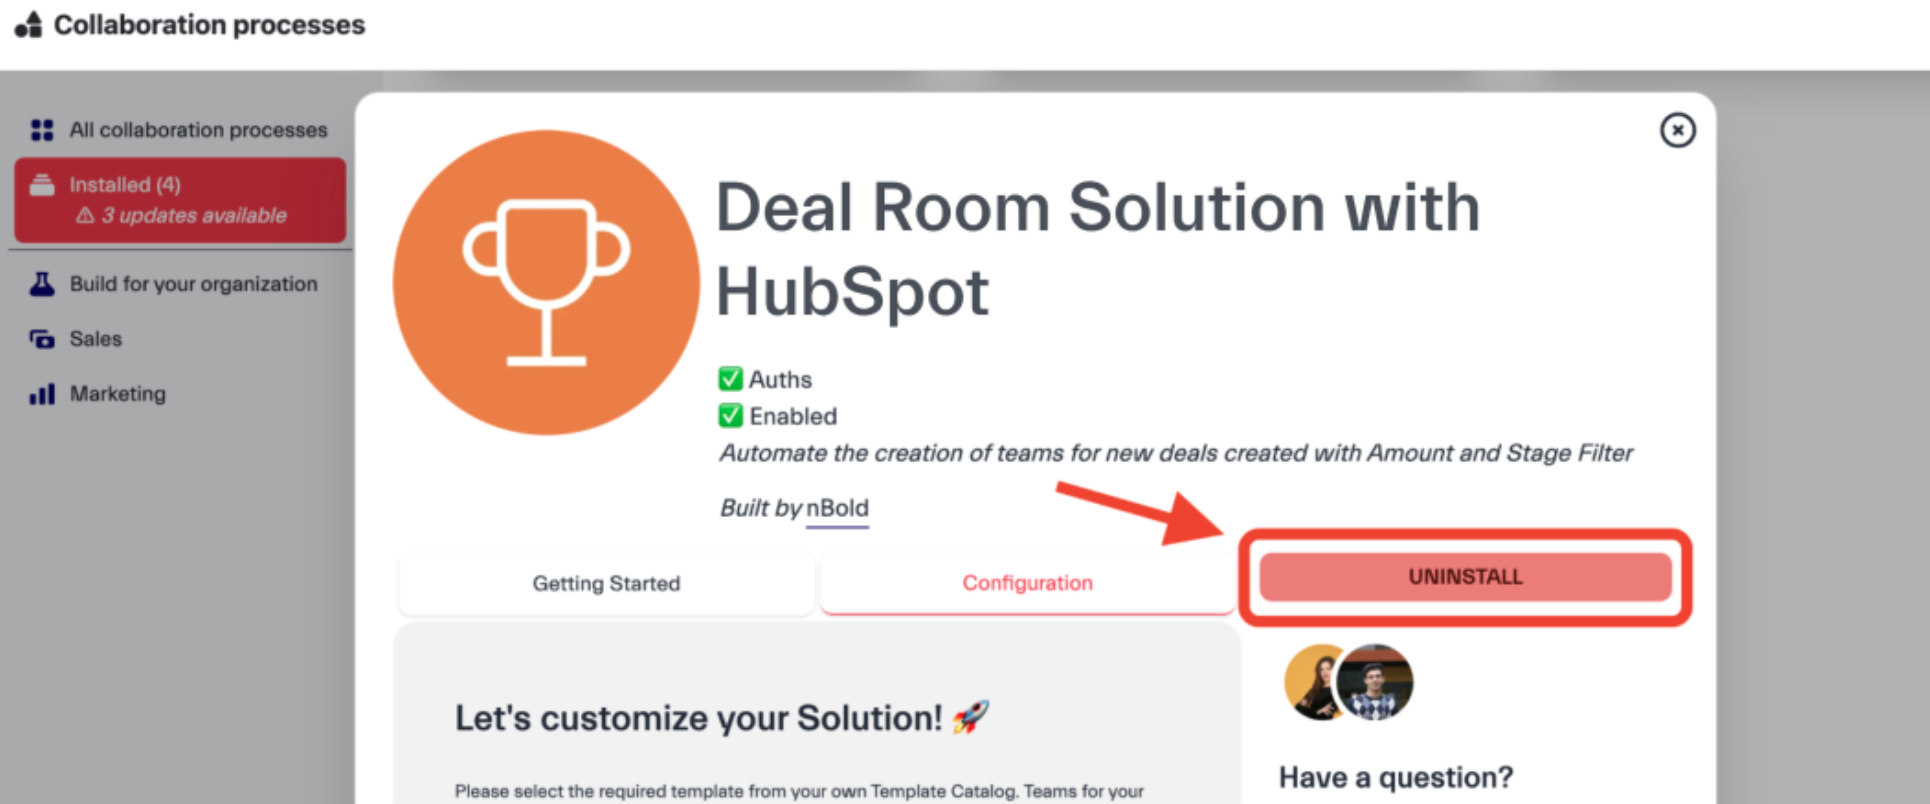 Collaboration processes
All collaboration processes
Installed (4)
3 updates available
Build for your organization
Sales
Marketing
Deal Room Solution with
HubSpot
Auths
Enabled
Automate the creation of teams for new deals created with Amount and Stage Filter
Built by nBold
Getting Started
Configuration
UNINSTALL
Let's customize your Solution! 🚀
Please select the required template from your own Template Catalog. Teams for your
Have a question?